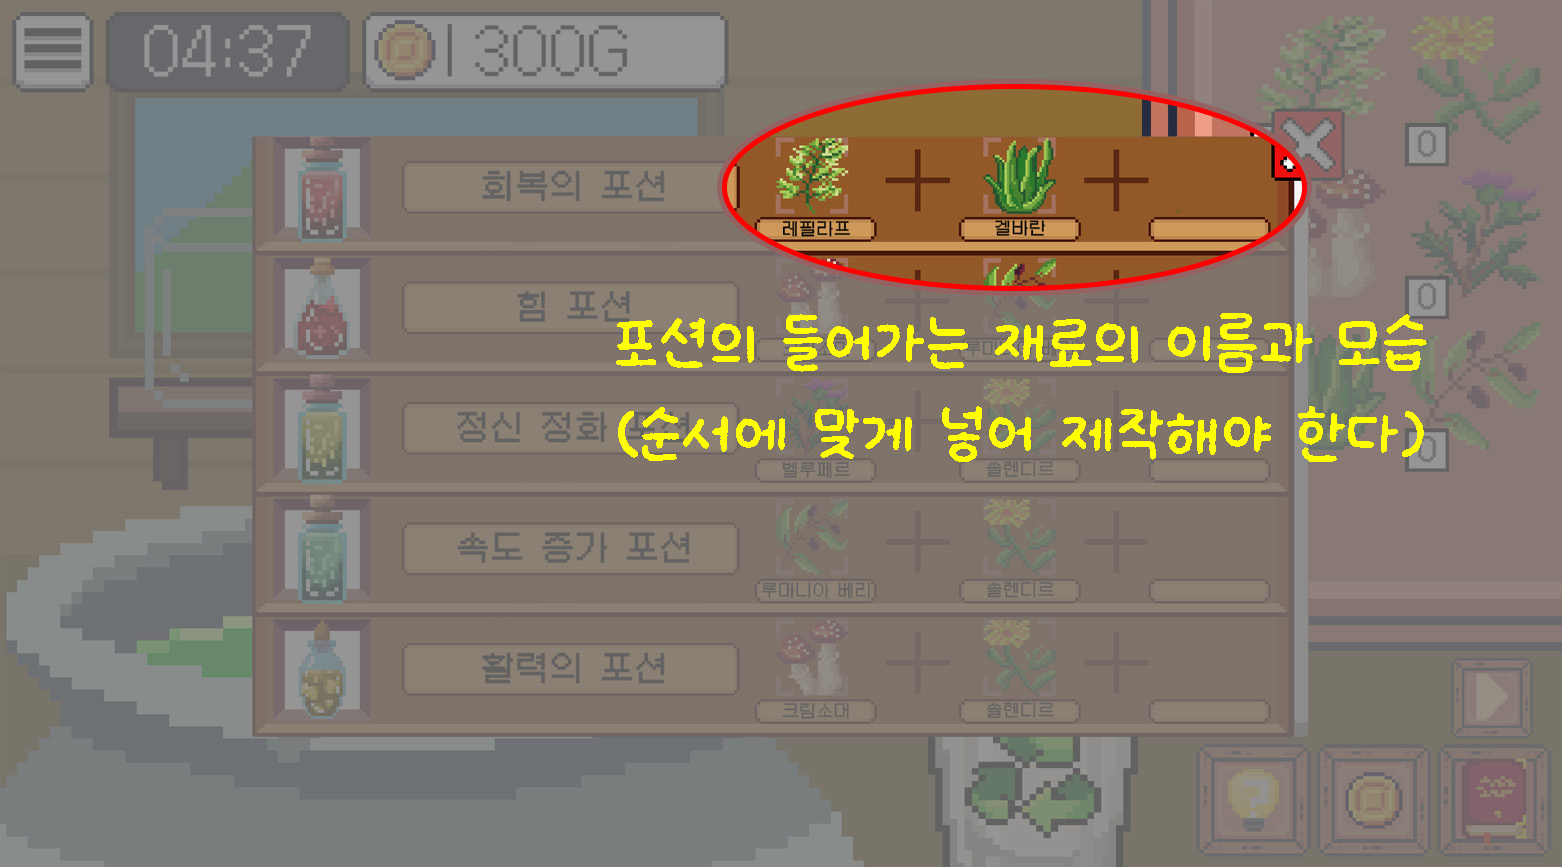 04:37
300G
회복의 포션
레필라프
겔바란
0
힘 포션
0
포션의 들어가는 재료의 이름과 모습
정신 정화
(순서에 맞게 넣어 제작해야 한다)
0
벨루페르
솔렌디르
속도 증가 포션
루마니아 베리
솔렌디르
활력의 포션
크림소머
솔렌디르